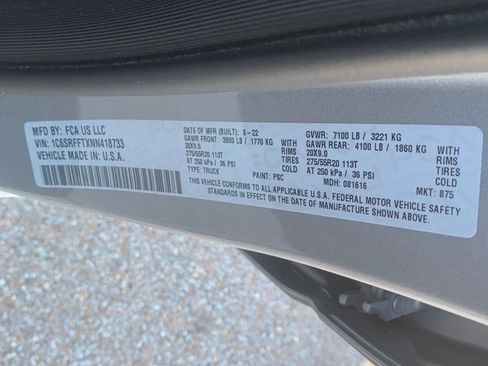 MFD BY: FCA US LLC
VIN: 1C6SRFFTXNN418733
VEHICLE MADE IN U.S.A.
DATE OF MFR (BUILT): 8-22
GAWR FRONT: 3900 LB / 1770 KG
20X9.0 RIMS
275/55R20 113T TIRES
AT 250 kPa / 36 PSI
TYPE: TRUCK PAINT: PSC
GVWR: 7100 LB / 3221 KG
GAWR REAR: 4100 LB / 1860 KG
20X9.0 RIMS
275/55R20 113T TIRES
AT 250 kPa / 36 PSI
MDH: 081616 MKT: 875
THIS VEHICLE CONFORMS TO ALL APPLICABLE U.S.A. FEDERAL MOTOR VEHICLE SAFETY
STANDARDS IN EFFECT ON THE DATE OF MANUFACTURE SHOWN ABOVE.